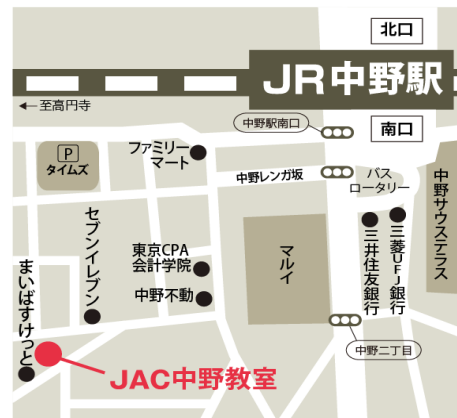 北口
JR中野駅
←至高円寺
中野駅南口
南口
P
タイムズ
ファミリー
マート
中野レンガ坂
バス
ロータリー
中野サウステラス
セブンイレブン
東京CPA
会計学院
中野不動
マルイ
三井住友銀行
三菱UFJ銀行
まいばすけっと
中野二丁目
JAC中野教室